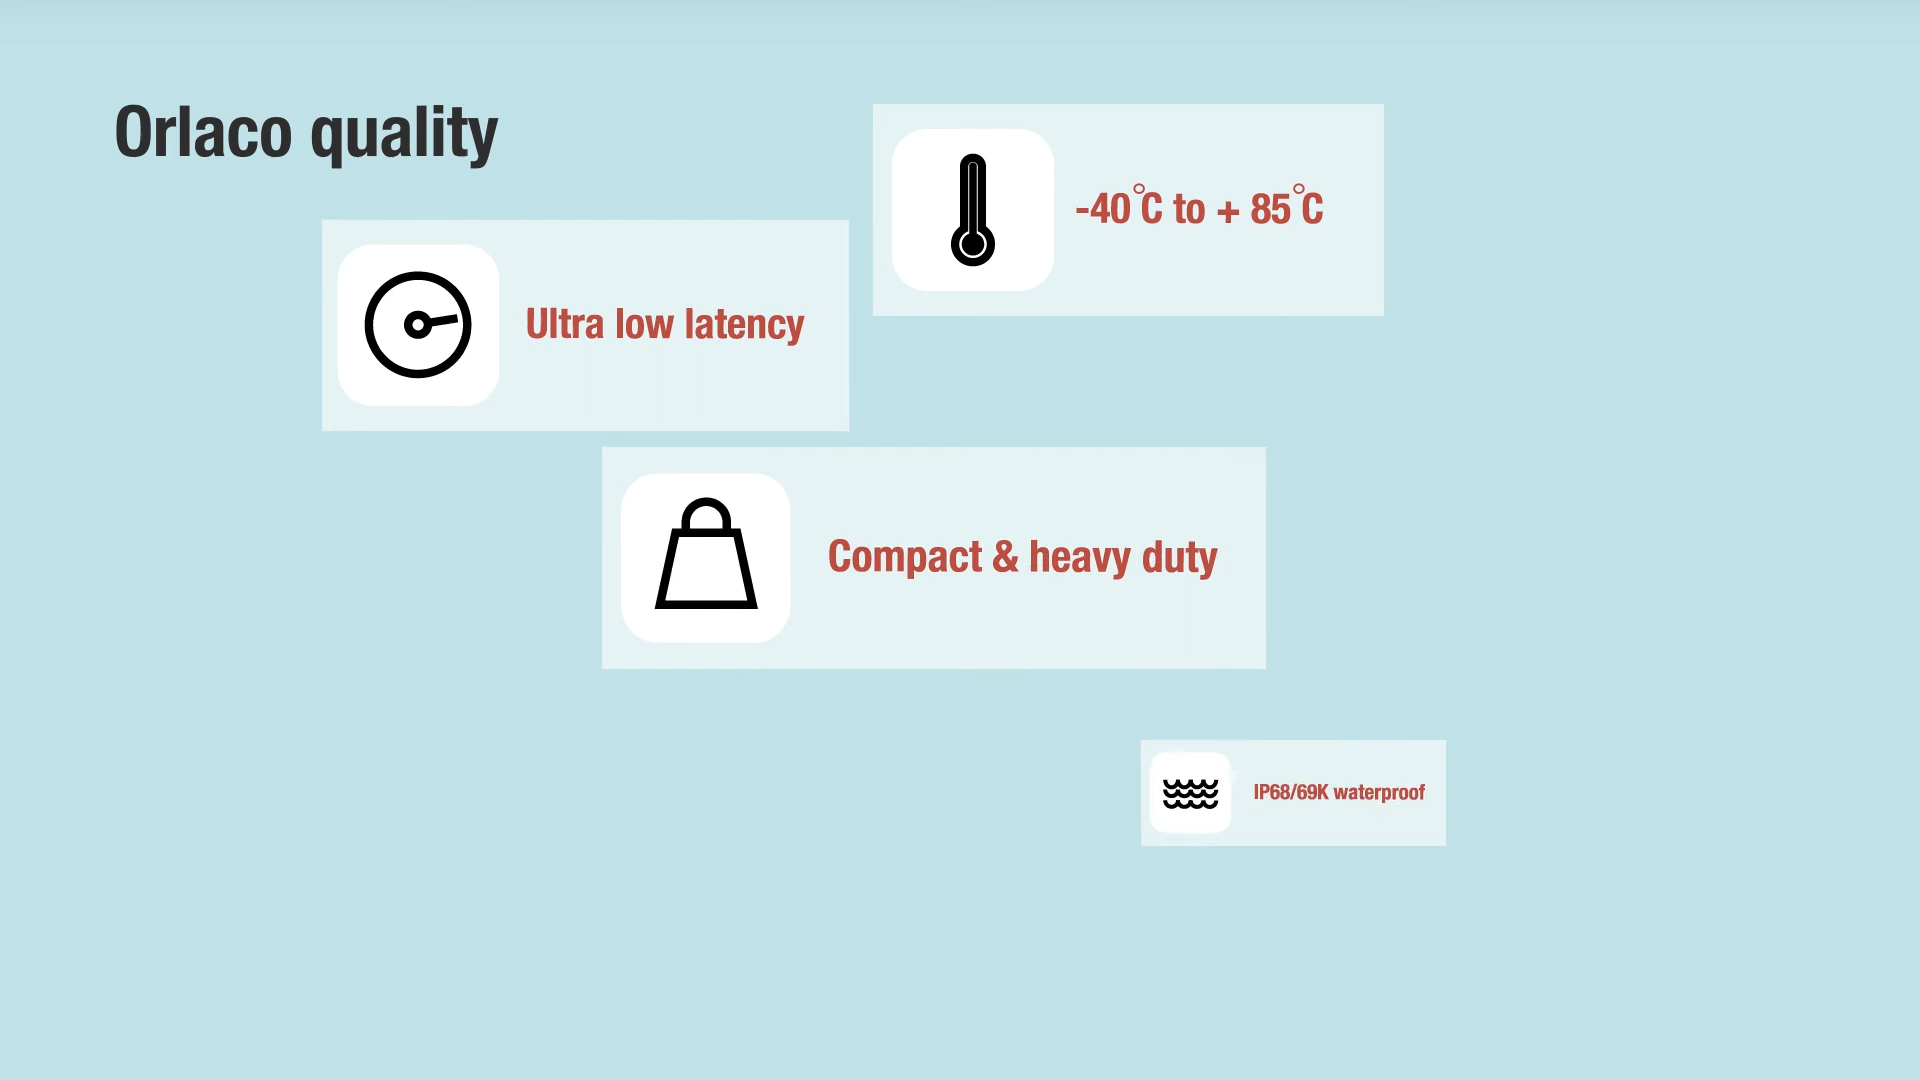 Orlaco quality
-40°C to + 85°C
Ultra low latency
Compact & heavy duty
IP68/69K waterproof